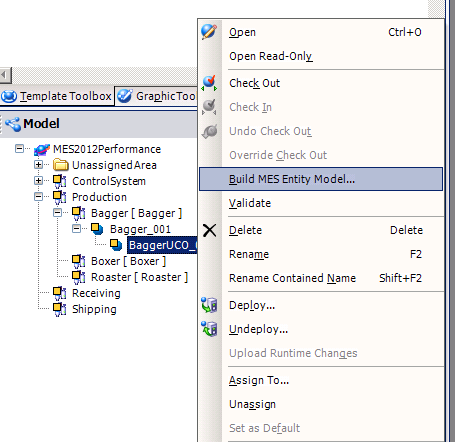 Template Toolbox
GraphicToo
Model
MES2012Performance
UnassignedArea
ControlSystem
Production
Bagger [ Bagger ]
Bagger_001
BaggerUCO_
Boxer [ Boxer ]
Roaster [ Roaster ]
Receiving
Shipping
Open Ctrl+O
Open Read-Only
Check Out
Check In
Undo Check Out
Override Check Out
Build MES Entity Model...
Validate
Delete Delete
Rename F2
Rename Contained Name Shift+F2
Deploy...
Undeploy...
Upload Runtime Changes
Assign To...
Unassign
Set as Default